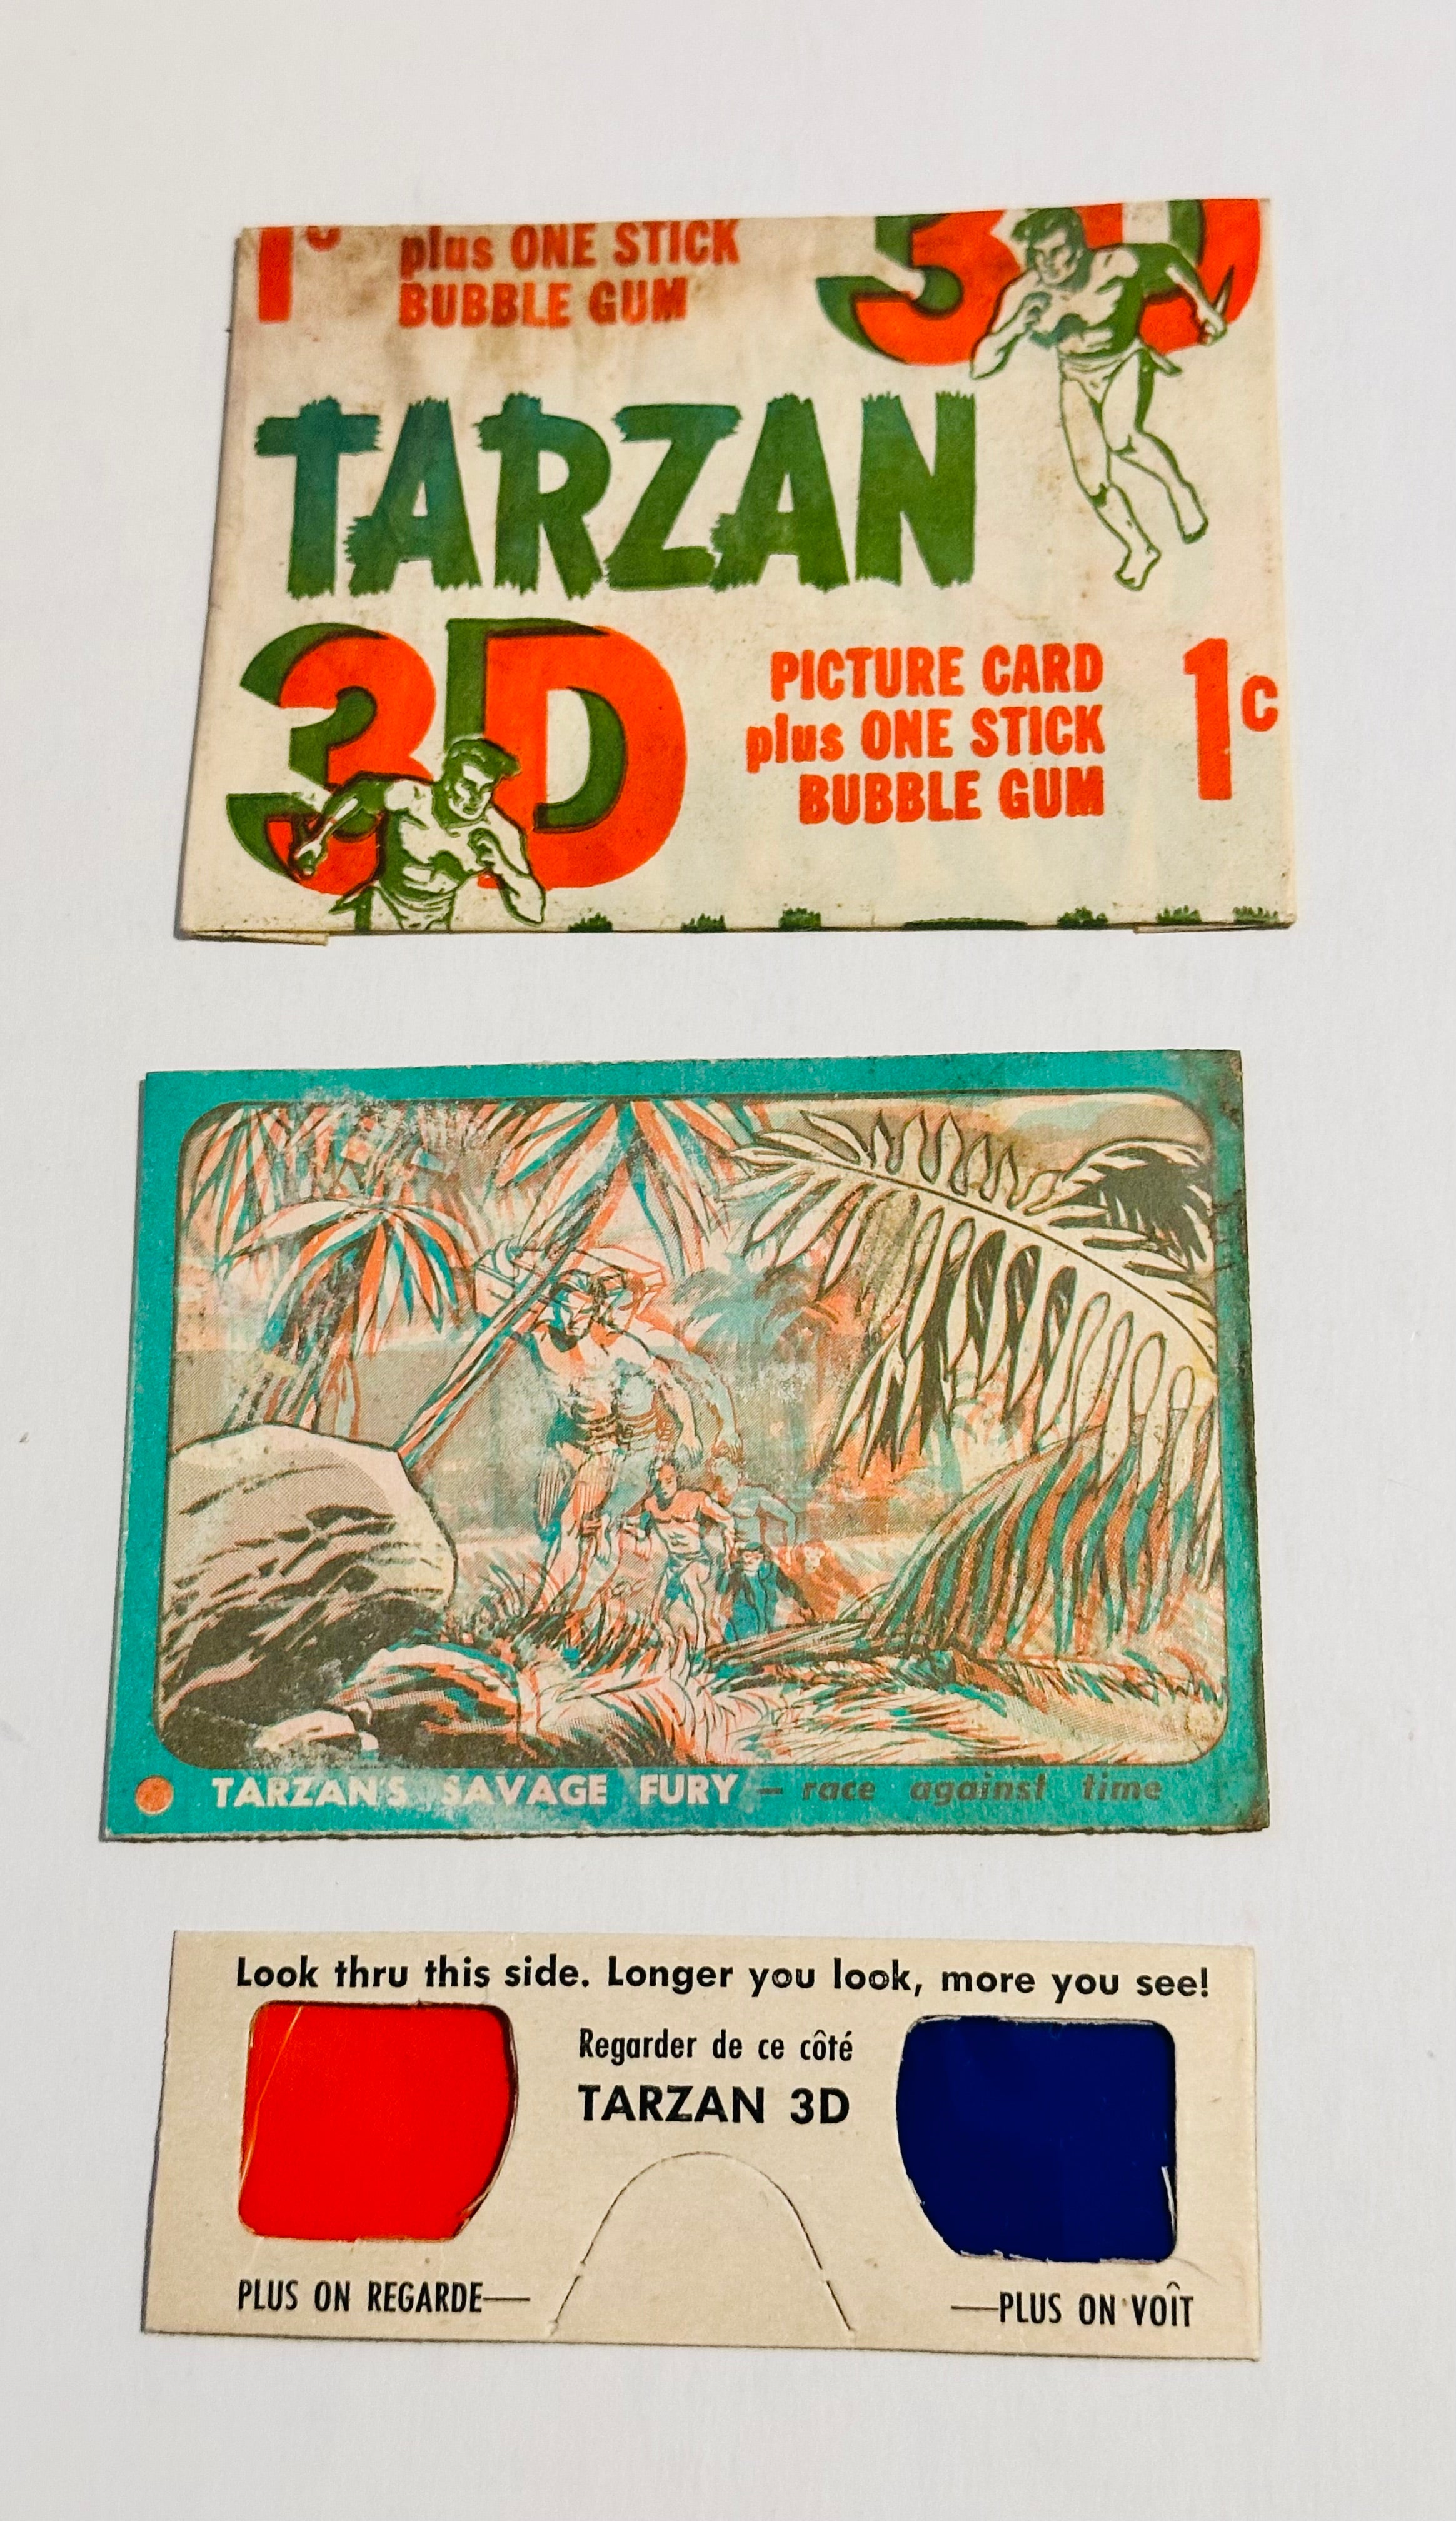 1c
plus ONE STICK
BUBBLE GUM
3D
TARZAN
3D
PICTURE CARD
plus ONE STICK
BUBBLE GUM
1c
TARZAN'S SAVAGE FURY — race against time
Look thru this side. Longer you look, more you see!
Regarder de ce côté
TARZAN 3D
PLUS ON REGARDE—
—PLUS ON VOÎT